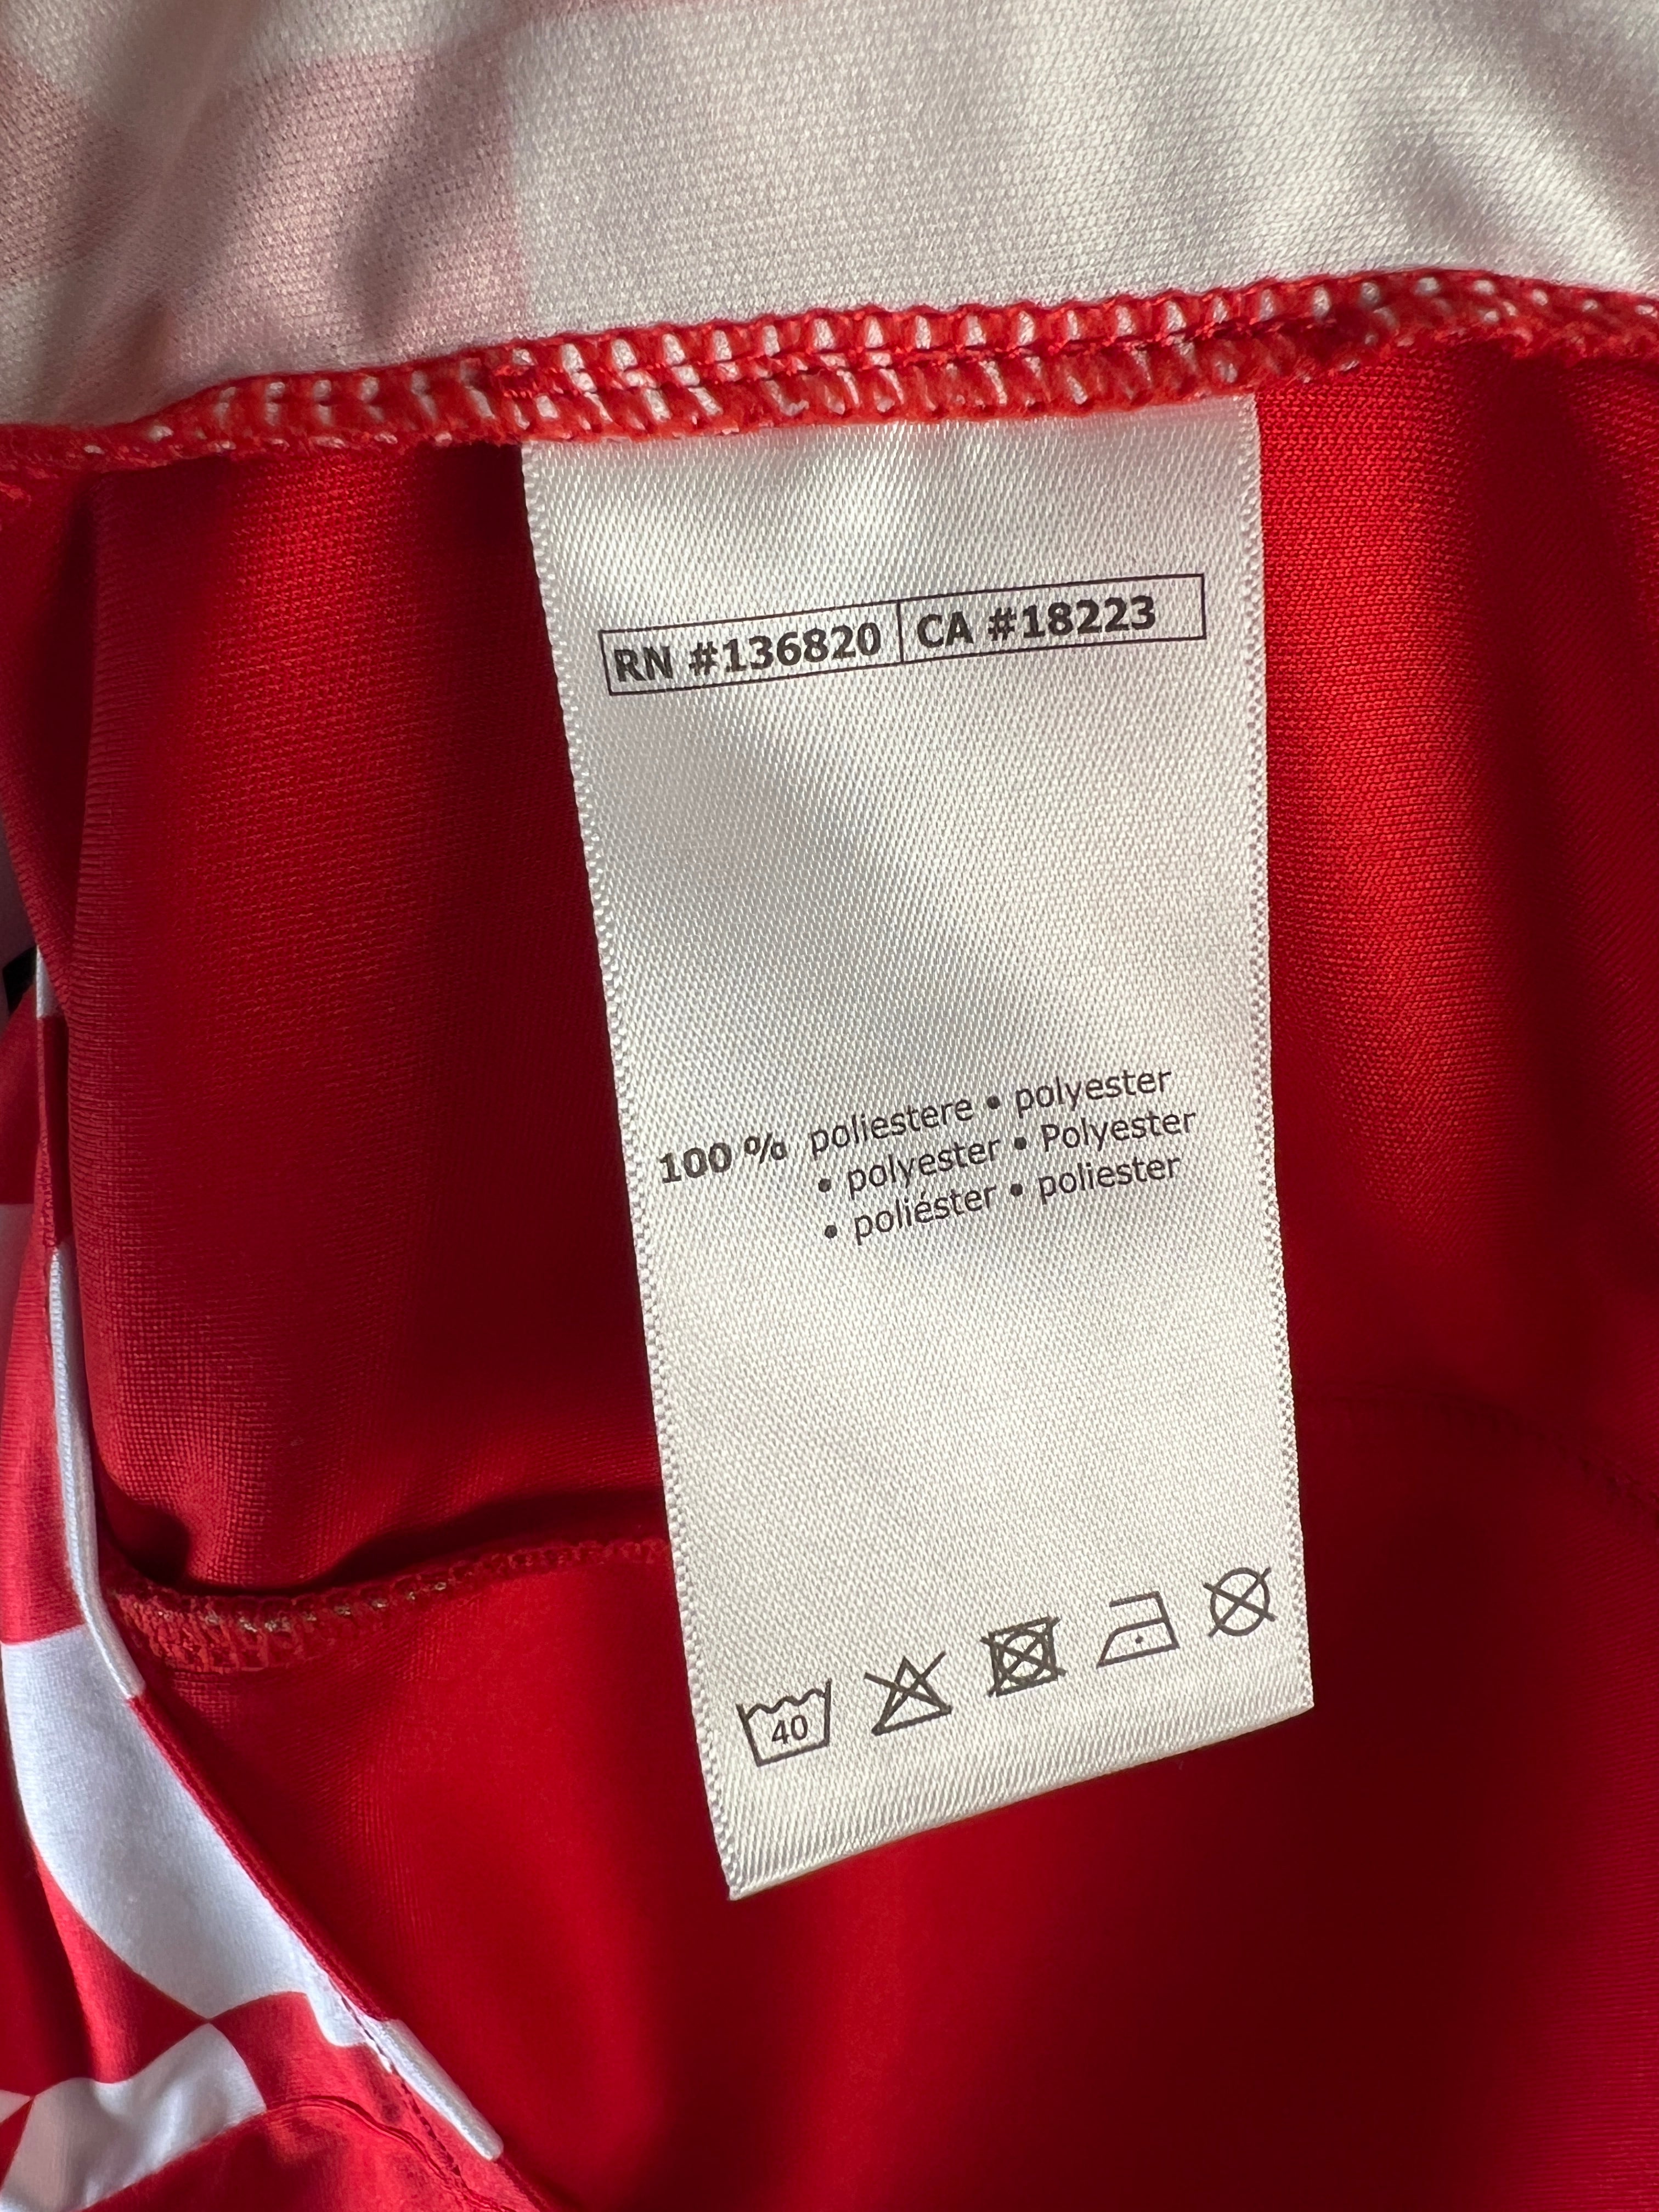 RN #136820 CA #18223
100 % poliestere • polyester
• polyester • Polyester
• poliéster • poliester
40